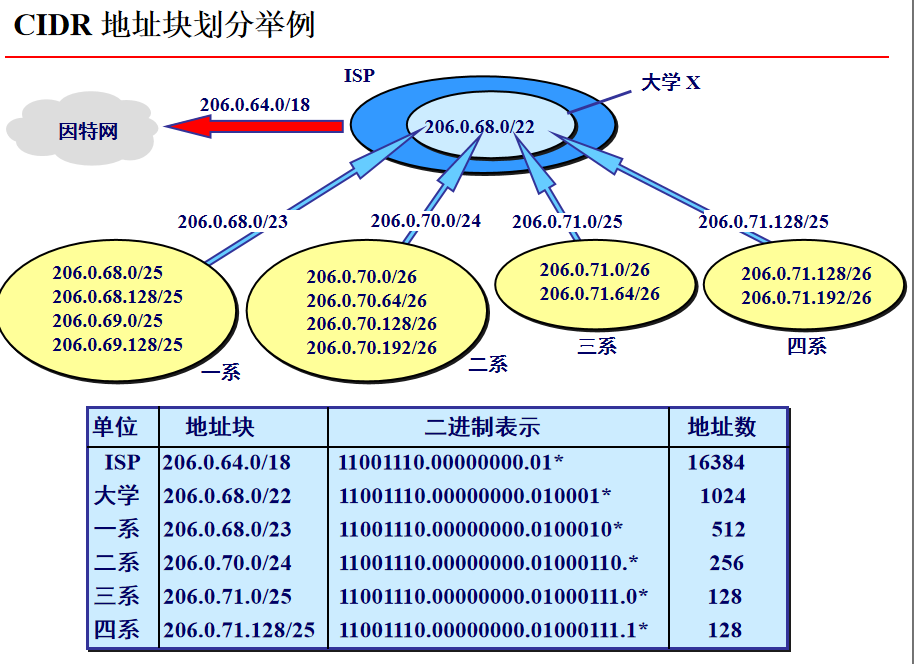 CIDR 地址块划分举例
ISP
大学 X
206.0.64.0/18
因特网
206.0.68.0/22
206.0.68.0/23
206.0.70.0/24
206.0.71.0/25
206.0.71.128/25
206.0.68.0/25
206.0.68.128/25
206.0.69.0/25
206.0.69.128/25
一系
206.0.70.0/26
206.0.70.64/26
206.0.70.128/26
206.0.70.192/26
二系
206.0.71.0/26
206.0.71.64/26
三系
206.0.71.128/26
206.0.71.192/26
四系
单位 地址块 二进制表示 地址数
ISP 206.0.64.0/18 11001110.00000000.01* 16384
大学 206.0.68.0/22 11001110.00000000.010001* 1024
一系 206.0.68.0/23 11001110.00000000.0100010* 512
二系 206.0.70.0/24 11001110.00000000.01000110.* 256
三系 206.0.71.0/25 11001110.00000000.01000111.0* 128
四系 206.0.71.128/25 11001110.00000000.01000111.1* 128